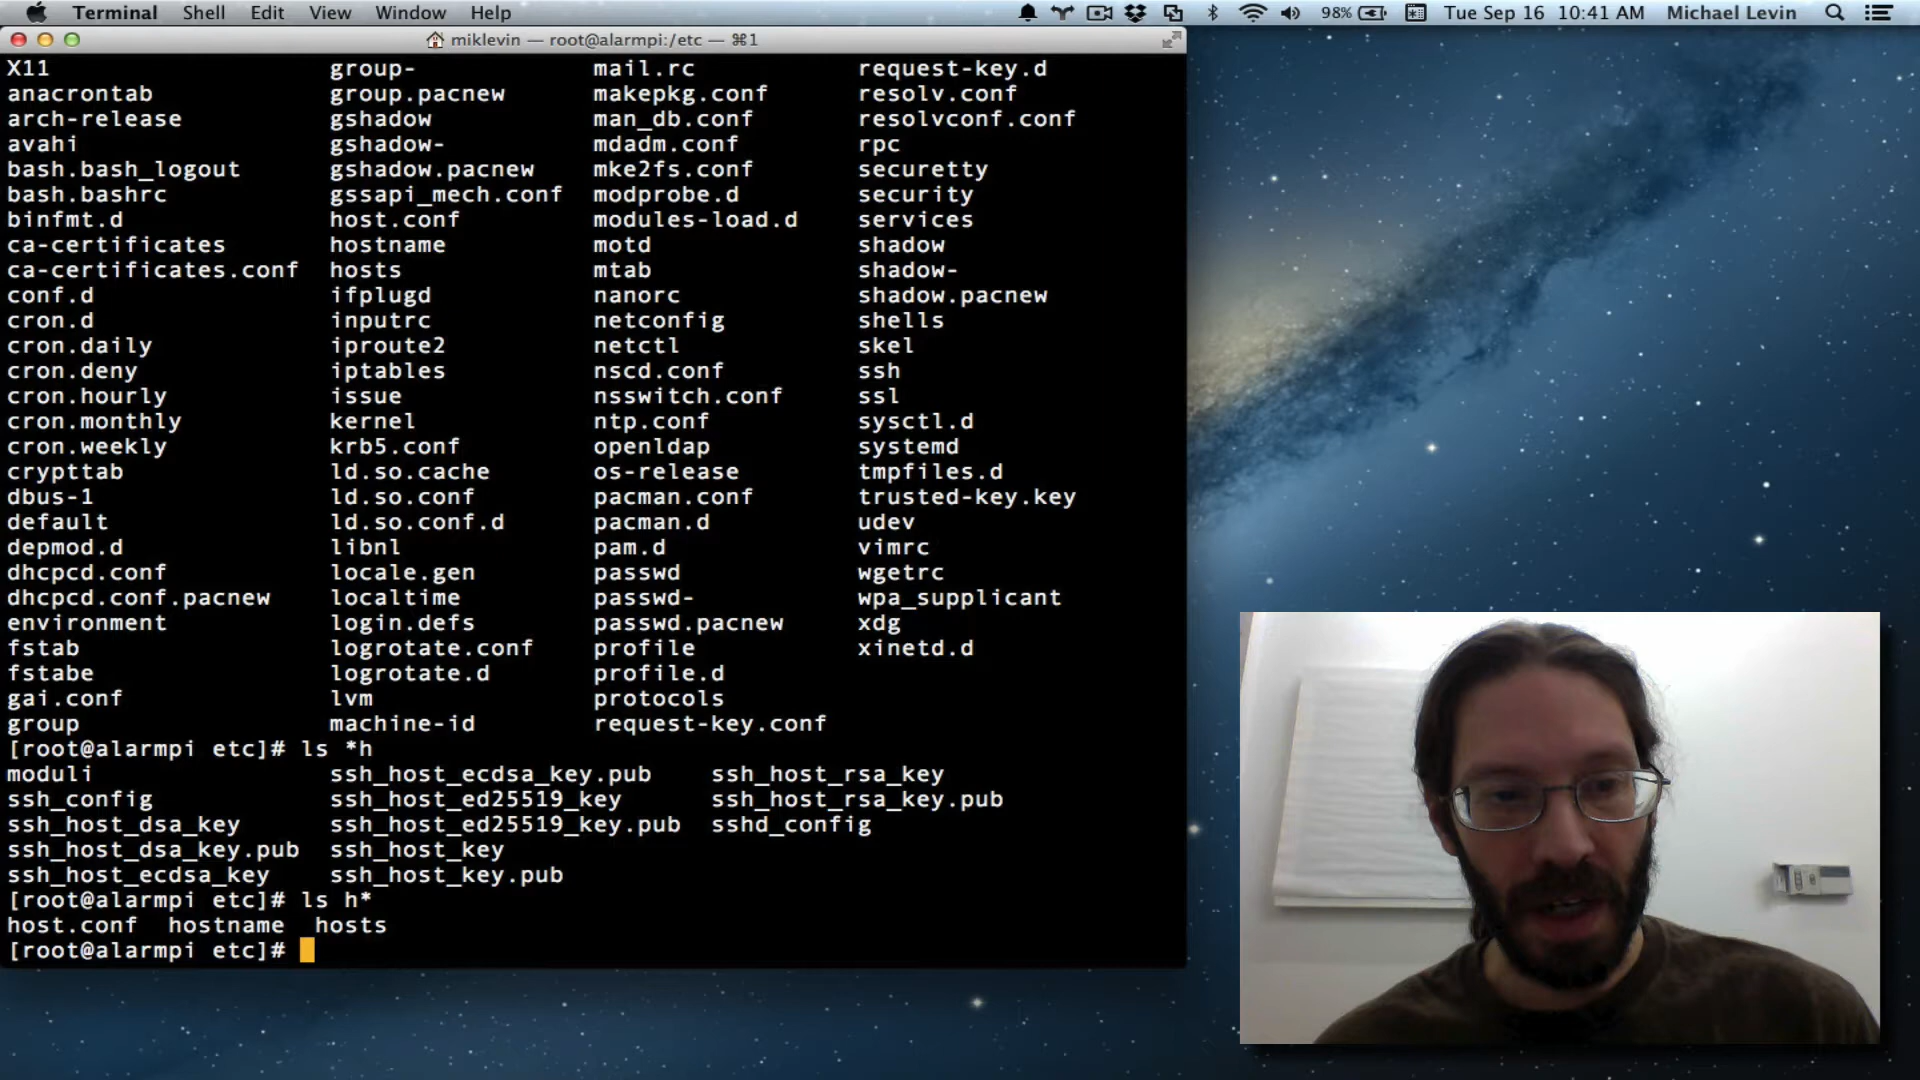 Terminal Shell Edit View Window Help 98% Tue Sep 16 10:41 AM Michael Levin
miklevin — root@alarmpi:/etc — ⌘1
X11 group- mail.rc request-key.d
anacrontab group.pacnew makepkg.conf resolv.conf
arch-release gshadow man_db.conf resolvconf.conf
avahi gshadow- mdadm.conf rpc
bash.bash_logout gshadow.pacnew mke2fs.conf securetty
bash.bashrc gssapi_mech.conf modprobe.d security
binfmt.d host.conf modules-load.d services
ca-certificates hostname motd shadow
ca-certificates.conf hosts mtab shadow-
conf.d ifplugd nanorc shadow.pacnew
cron.d inputrc netconfig shells
cron.daily iproute2 netctl skel
cron.deny iptables nscd.conf ssh
cron.hourly issue nsswitch.conf ssl
cron.monthly kernel ntp.conf sysctl.d
cron.weekly krb5.conf openldap systemd
crypttab ld.so.cache os-release tmpfiles.d
dbus-1 ld.so.conf pacman.conf trusted-key.key
default ld.so.conf.d pacman.d udev
depmod.d libnl pam.d vimrc
dhcpcd.conf locale.gen passwd wgetrc
dhcpcd.conf.pacnew localtime passwd- wpa_supplicant
environment login.defs passwd.pacnew xdg
fstab logrotate.conf profile xinetd.d
fstabe logrotate.d profile.d
gai.conf lvm protocols
group machine-id request-key.conf
[root@alarmpi etc]# ls *h
moduli ssh_host_ecdsa_key.pub ssh_host_rsa_key
ssh_config ssh_host_ed25519_key ssh_host_rsa_key.pub
ssh_host_dsa_key ssh_host_ed25519_key.pub sshd_config
ssh_host_dsa_key.pub ssh_host_key
ssh_host_ecdsa_key ssh_host_key.pub
[root@alarmpi etc]# ls h*
host.conf hostname hosts
[root@alarmpi etc]#